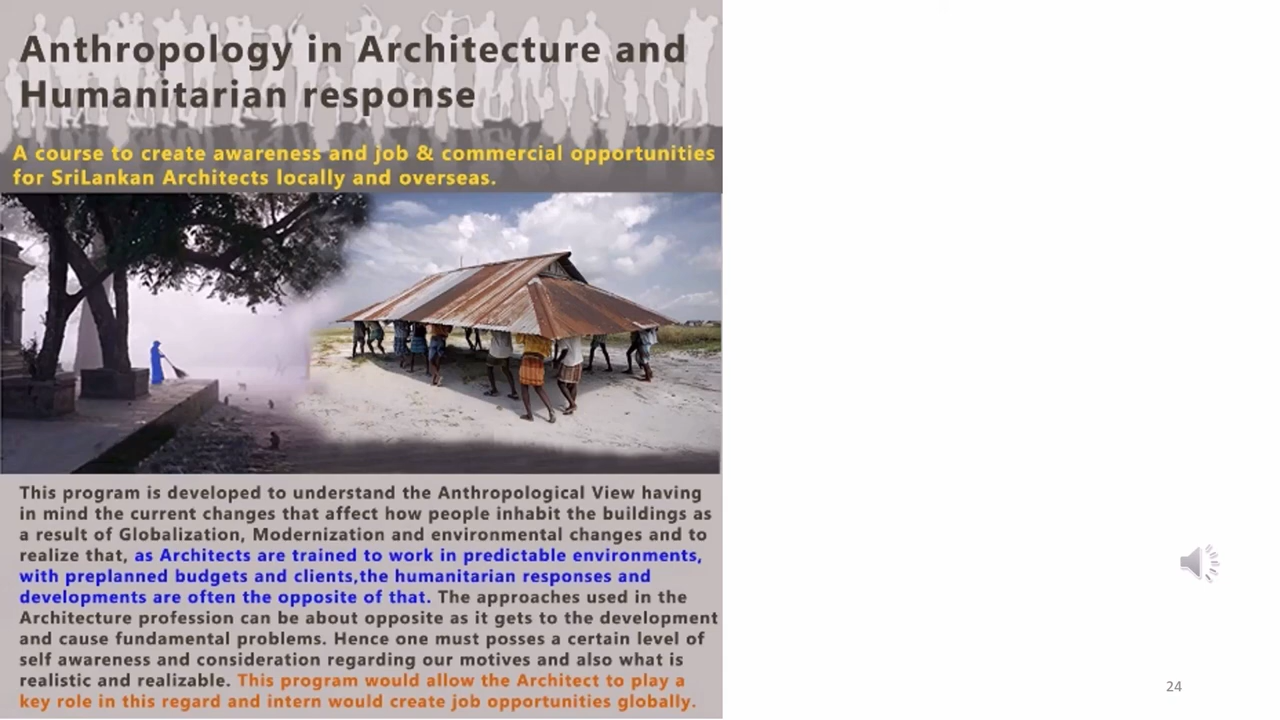 Anthropology in Architecture and
Humanitarian response
A course to create awareness and job & commercial opportunities
for SriLankan Architects locally and overseas.
This program is developed to understand the Anthropological View having
in mind the current changes that affect how people inhabit the buildings as
a result of Globalization, Modernization and environmental changes and to
realize that, as Architects are trained to work in predictable environments,
with preplanned budgets and clients,the humanitarian responses and
developments are often the opposite of that. The approaches used in the
Architecture profession can be about opposite as it gets to the development
and cause fundamental problems. Hence one must posses a certain level of
self awareness and consideration regarding our motives and also what is
realistic and realizable. This program would allow the Architect to play a
key role in this regard and intern would create job opportunities globally.
24